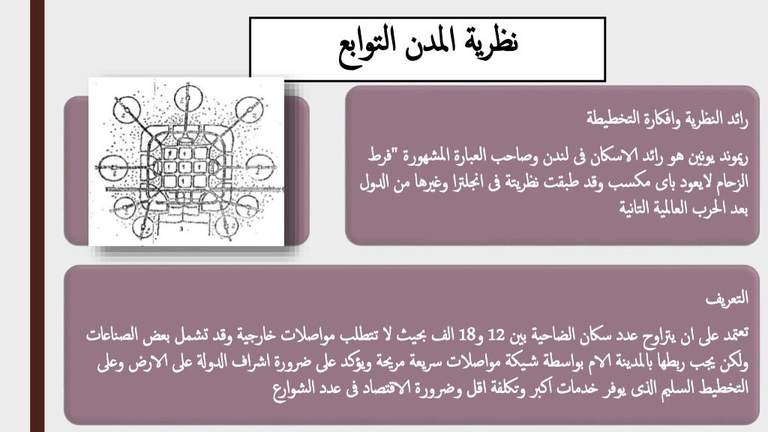 نظرية المدن التوابع
رائد النظرية وافكارة التخطيطة
ريموند يونين هو رائد الاسكان فى لندن وصاحب العبارة المشهورة "فرط
الزحام لايعود باى مكسب وقد طبقت نظريتة فى انجلترا وغيرها من الدول
بعد الحرب العالمية الثانية
التعريف
تعتمد على ان يتراوح عدد سكان الضاحية بين 12 و18 الف بحيث لا تتطلب مواصلات خارجية وقد تشمل بعض الصناعات
ولكن يجب ربطها بالمدينة الام بواسطة شبكة مواصلات سريعة مريحة ويؤكد على ضرورة اشراف الدولة على الارض وعلى
التخطيط السليم الذى يوفر خدمات اكبر وتكلفة اقل وضرورة الاقتصاد فى عدد الشوارع